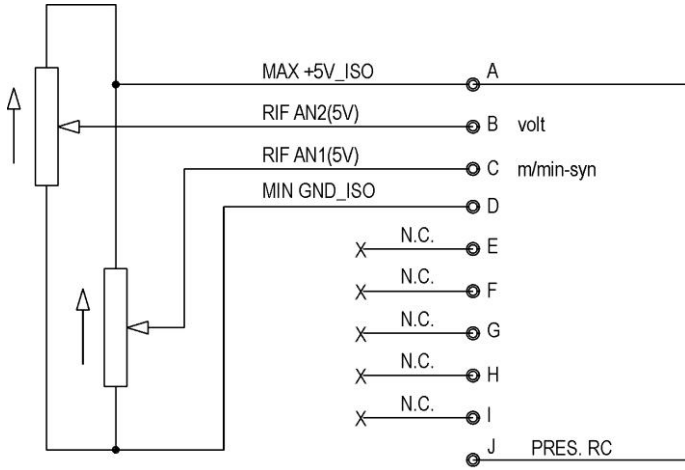 MAX +5V_ISO A
RIF AN2(5V) B volt
RIF AN1(5V) C m/min-syn
MIN GND_ISO D
N.C. E
X
N.C. F
X
N.C. G
X
N.C. H
X
N.C. I
X
J PRES. RC